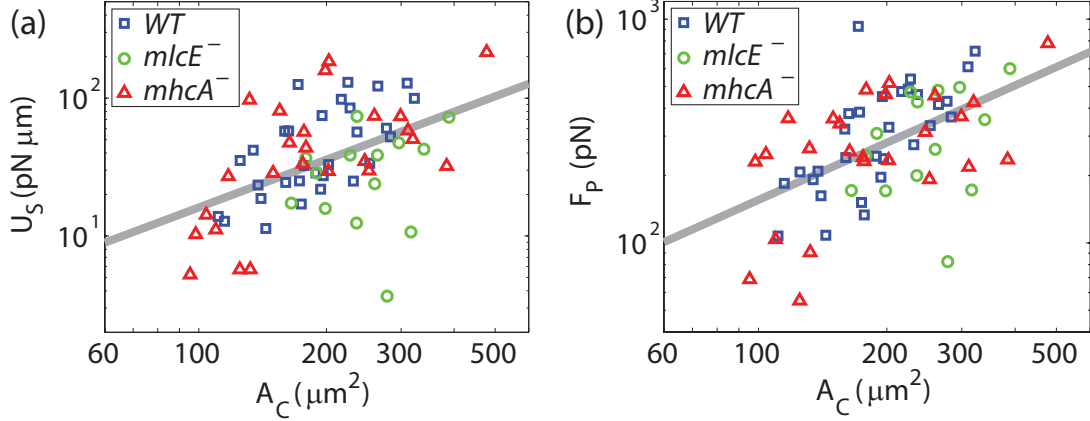 (a)
WT
mlcE⁻
mhcA⁻
10²
10¹
U_S (pN μm)
60 100 200 300 500
A_C (μm²)
(b)
WT
mlcE⁻
mhcA⁻
10³
10²
F_P (pN)
60 100 200 300 500
A_C (μm²)